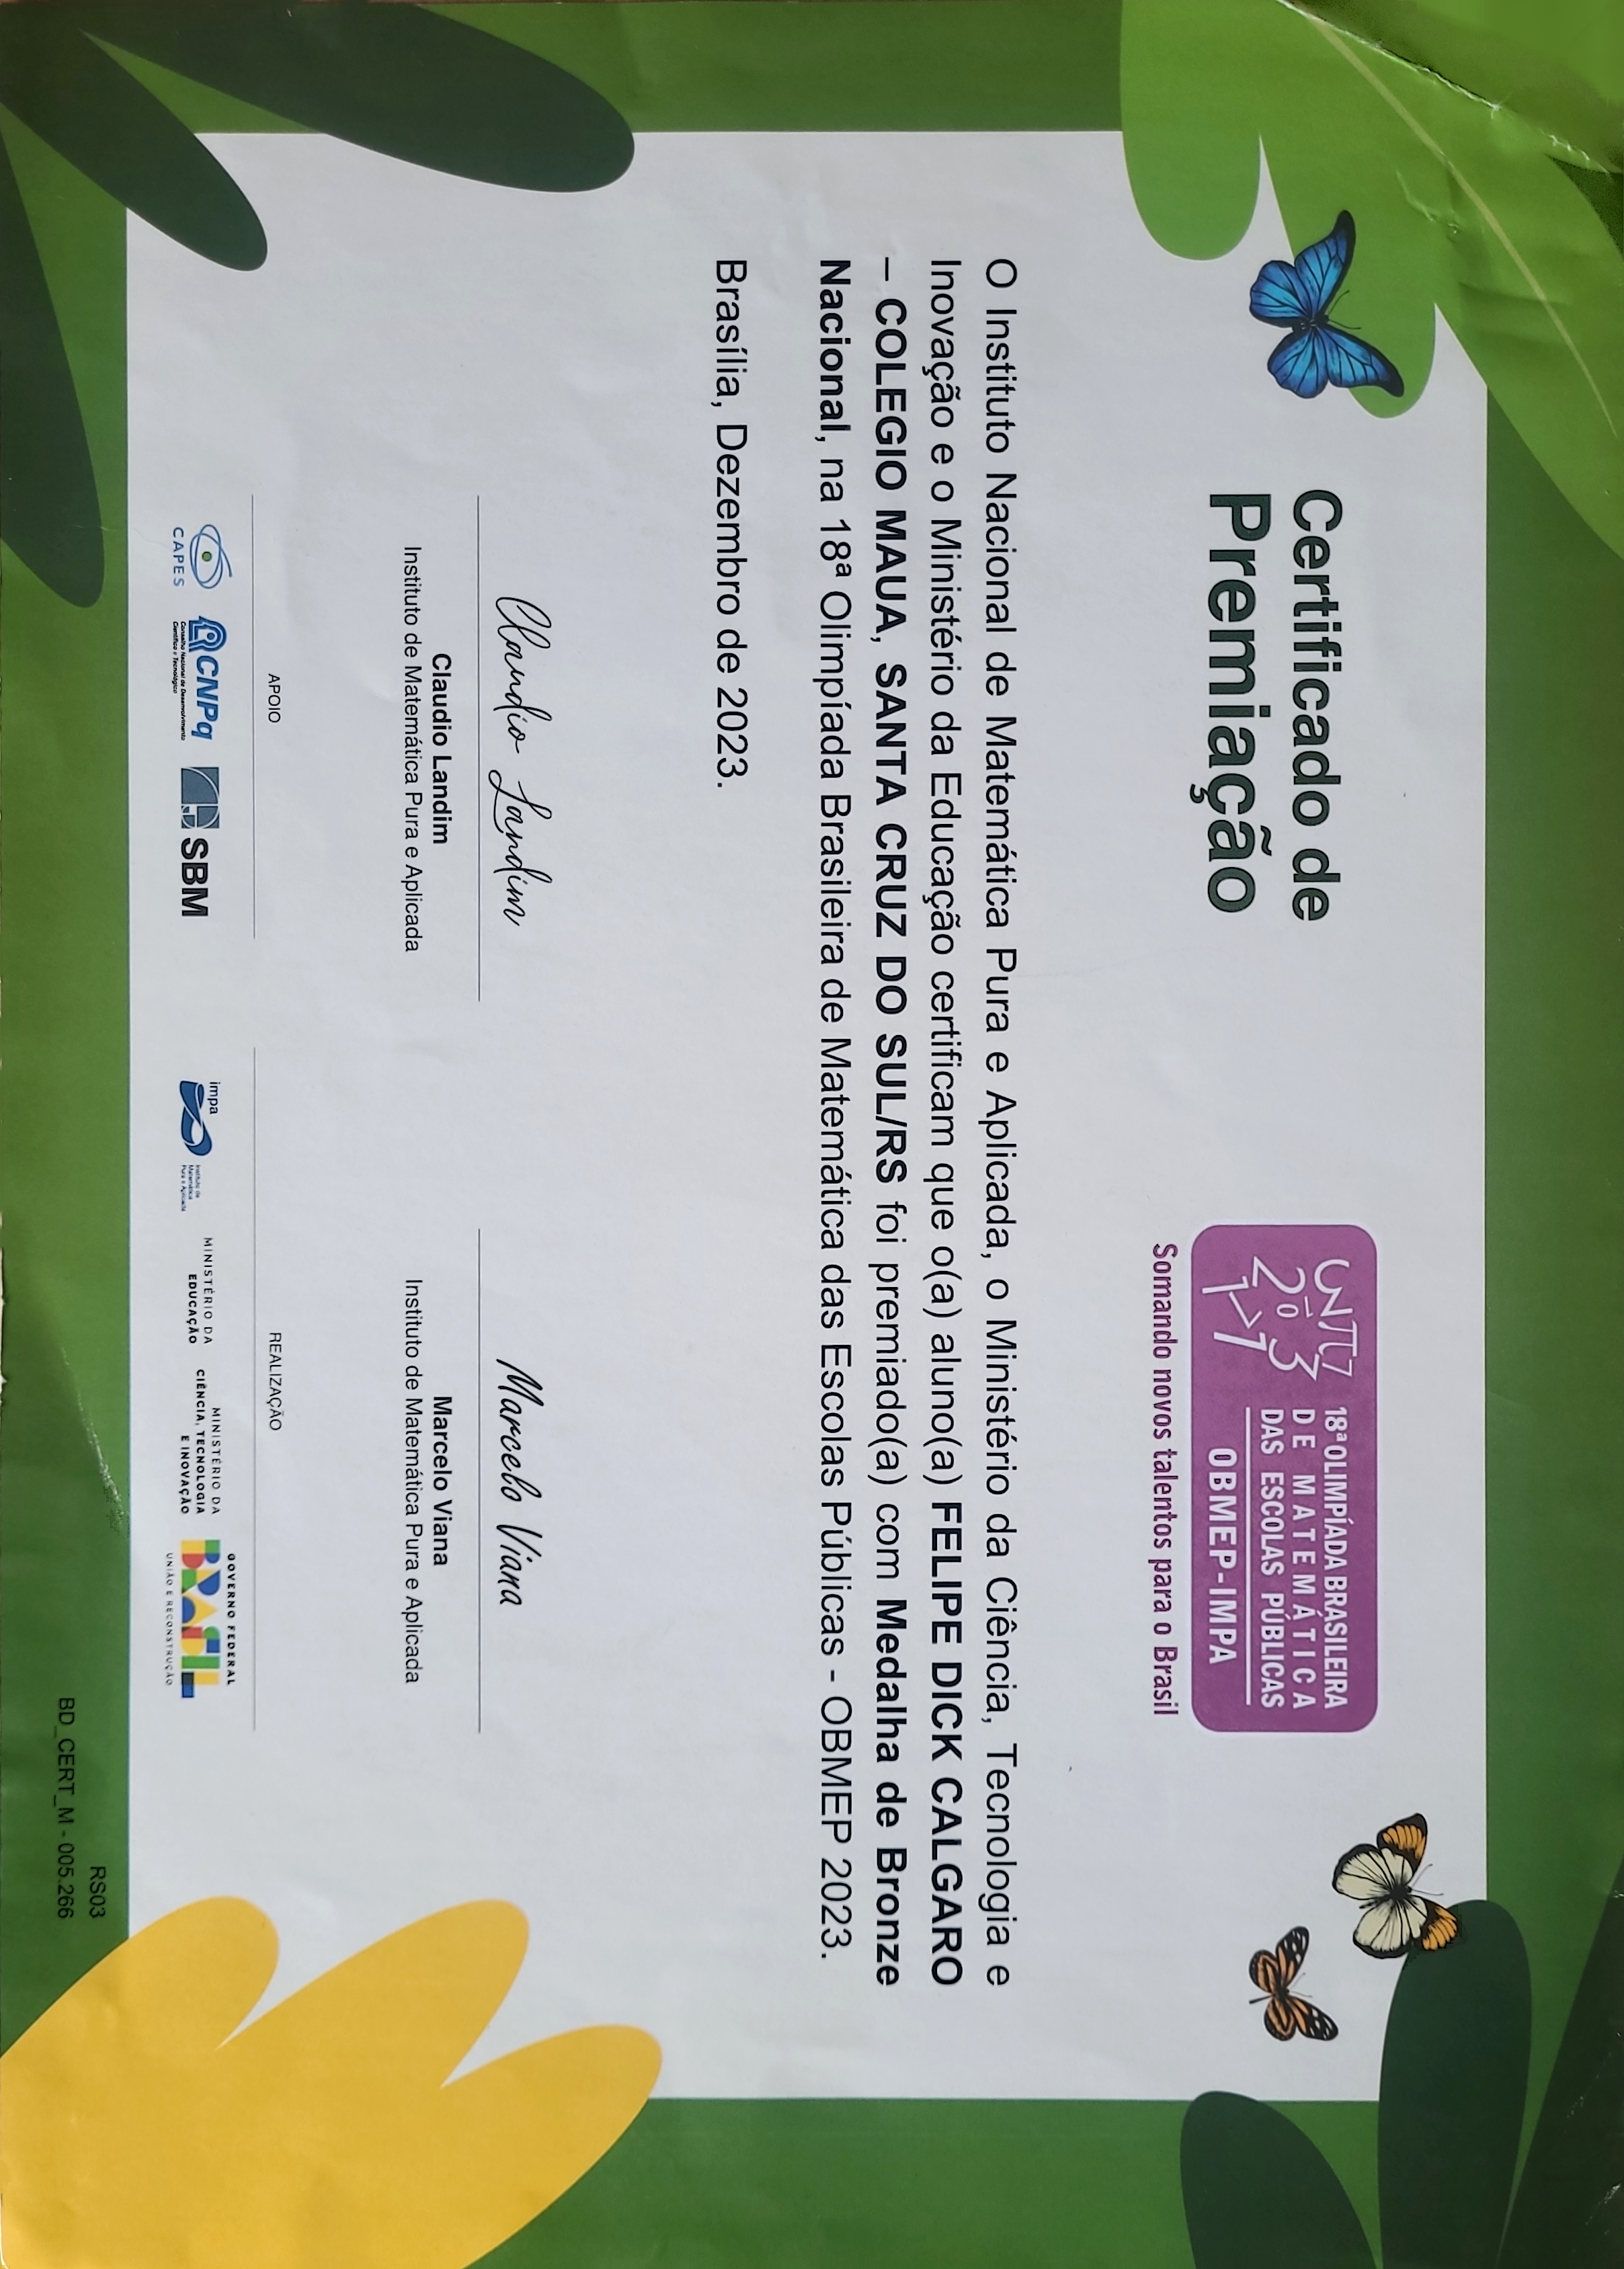 Certificado de
Premiação
18ª OLIMPÍADA BRASILEIRA
DE MATEMÁTICA
DAS ESCOLAS PÚBLICAS
OBMEP-IMPA
Somando novos talentos para o Brasil
O Instituto Nacional de Matemática Pura e Aplicada, o Ministério da Ciência, Tecnologia e
Inovação e o Ministério da Educação certificam que o(a) aluno(a) FELIPE DICK CALGARO
– COLEGIO MAUA, SANTA CRUZ DO SUL/RS foi premiado(a) com Medalha de Bronze
Nacional, na 18ª Olimpíada Brasileira de Matemática das Escolas Públicas - OBMEP 2023.
Brasília, Dezembro de 2023.
Claudio Landim
Claudio Landim
Instituto de Matemática Pura e Aplicada
Marcelo Viana
Marcelo Viana
Instituto de Matemática Pura e Aplicada
APOIO
CAPES
CNPq
Conselho Nacional de Desenvolvimento
Científico e Tecnológico
SBM
REALIZAÇÃO
impa
Instituto de
Matemática
Pura e Aplicada
MINISTÉRIO DA
EDUCAÇÃO
MINISTÉRIO DA
CIÊNCIA, TECNOLOGIA
E INOVAÇÃO
GOVERNO FEDERAL
BRASIL
UNIÃO E RECONSTRUÇÃO
RS03
BD_CERT_M - 005.266